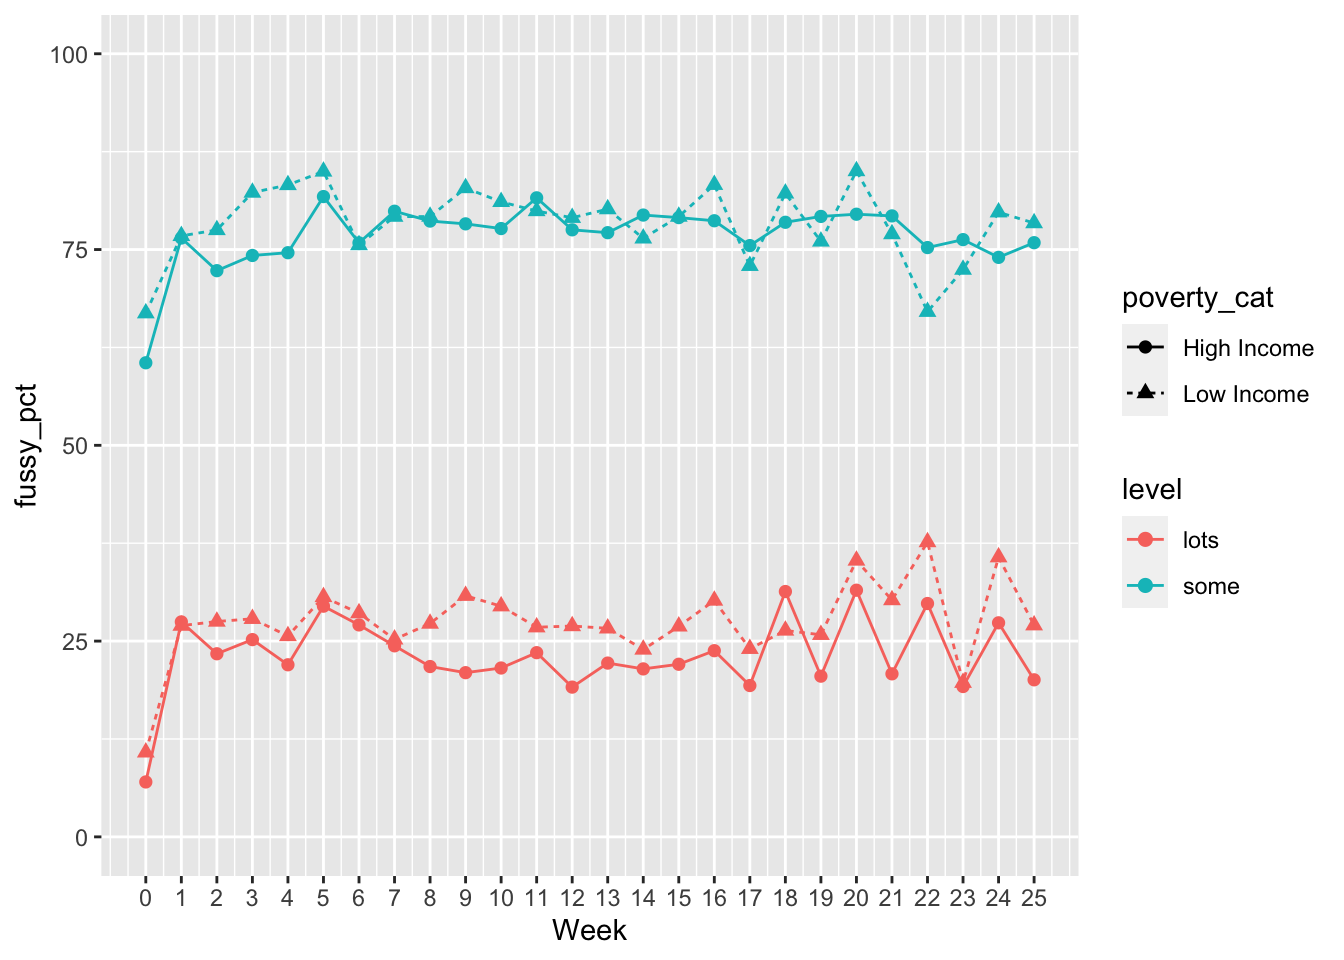 100
75
50
25
0
fussy_pct
0 1 2 3 4 5 6 7 8 9 10 11 12 13 14 15 16 17 18 19 20 21 22 23 24 25
Week
poverty_cat
High Income
Low Income
level
lots
some